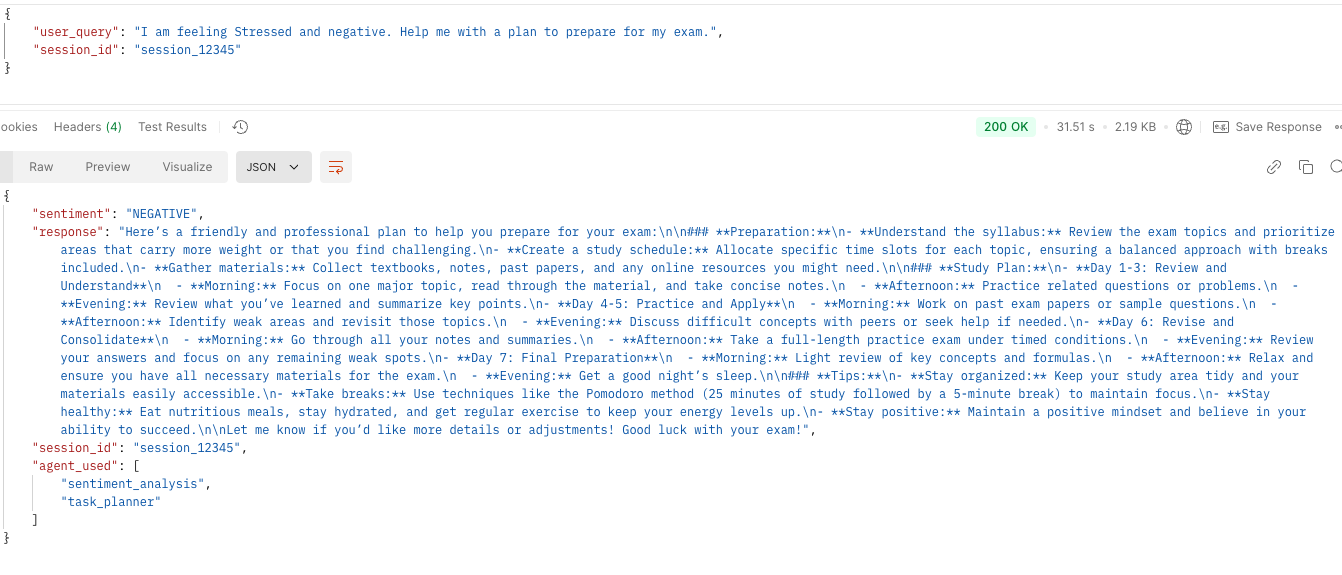 {
"user_query": "I am feeling Stressed and negative. Help me with a plan to prepare for my exam.",
"session_id": "session_12345"
}
ookies Headers (4) Test Results 200 OK 31.51 s 2.19 KB e.g. Save Response
Raw Preview Visualize JSON
{
"sentiment": "NEGATIVE",
"response": "Here’s a friendly and professional plan to help you prepare for your exam:\n\n### **Preparation:**\n- **Understand the syllabus:** Review the exam topics and prioritize
areas that carry more weight or that you find challenging.\n- **Create a study schedule:** Allocate specific time slots for each topic, ensuring a balanced approach with breaks
included.\n- **Gather materials:** Collect textbooks, notes, past papers, and any online resources you might need.\n\n### **Study Plan:**\n- **Day 1-3: Review and
Understand**\n  - **Morning:** Focus on one major topic, read through the material, and take concise notes.\n  - **Afternoon:** Practice related questions or problems.\n  -
**Evening:** Review what you’ve learned and summarize key points.\n- **Day 4-5: Practice and Apply**\n  - **Morning:** Work on past exam papers or sample questions.\n  -
**Afternoon:** Identify weak areas and revisit those topics.\n  - **Evening:** Discuss difficult concepts with peers or seek help if needed.\n- **Day 6: Revise and
Consolidate**\n  - **Morning:** Go through all your notes and summaries.\n  - **Afternoon:** Take a full-length practice exam under timed conditions.\n  - **Evening:** Review
your answers and focus on any remaining weak spots.\n- **Day 7: Final Preparation**\n  - **Morning:** Light review of key concepts and formulas.\n  - **Afternoon:** Relax and
ensure you have all necessary materials for the exam.\n  - **Evening:** Get a good night’s sleep.\n\n### **Tips:**\n- **Stay organized:** Keep your study area tidy and your
materials easily accessible.\n- **Take breaks:** Use techniques like the Pomodoro method (25 minutes of study followed by a 5-minute break) to maintain focus.\n- **Stay
healthy:** Eat nutritious meals, stay hydrated, and get regular exercise to keep your energy levels up.\n- **Stay positive:** Maintain a positive mindset and believe in your
ability to succeed.\n\nLet me know if you’d like more details or adjustments! Good luck with your exam!",
"session_id": "session_12345",
"agent_used": [
"sentiment_analysis",
"task_planner"
]
}